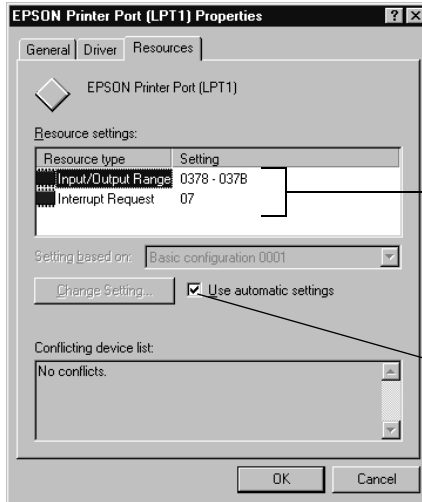 EPSON Printer Port (LPT1) Properties
General Driver Resources
EPSON Printer Port (LPT1)
Resource settings:
Resource type Setting
Input/Output Range 0378 - 037B
Interrupt Request 07
Setting based on: Basic configuration 0001
Change Setting... Use automatic settings
Conflicting device list:
No conflicts.
OK Cancel